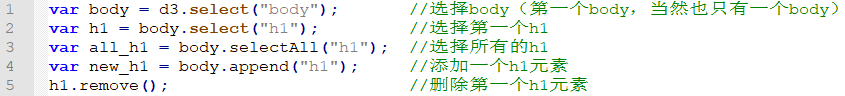 1 var body = d3.select("body"); //选择body（第一个body，当然也只有一个body）
2 var h1 = body.select("h1"); //选择第一个h1
3 var all_h1 = body.selectAll("h1"); //选择所有的h1
4 var new_h1 = body.append("h1"); //添加一个h1元素
5 h1.remove(); //删除第一个h1元素